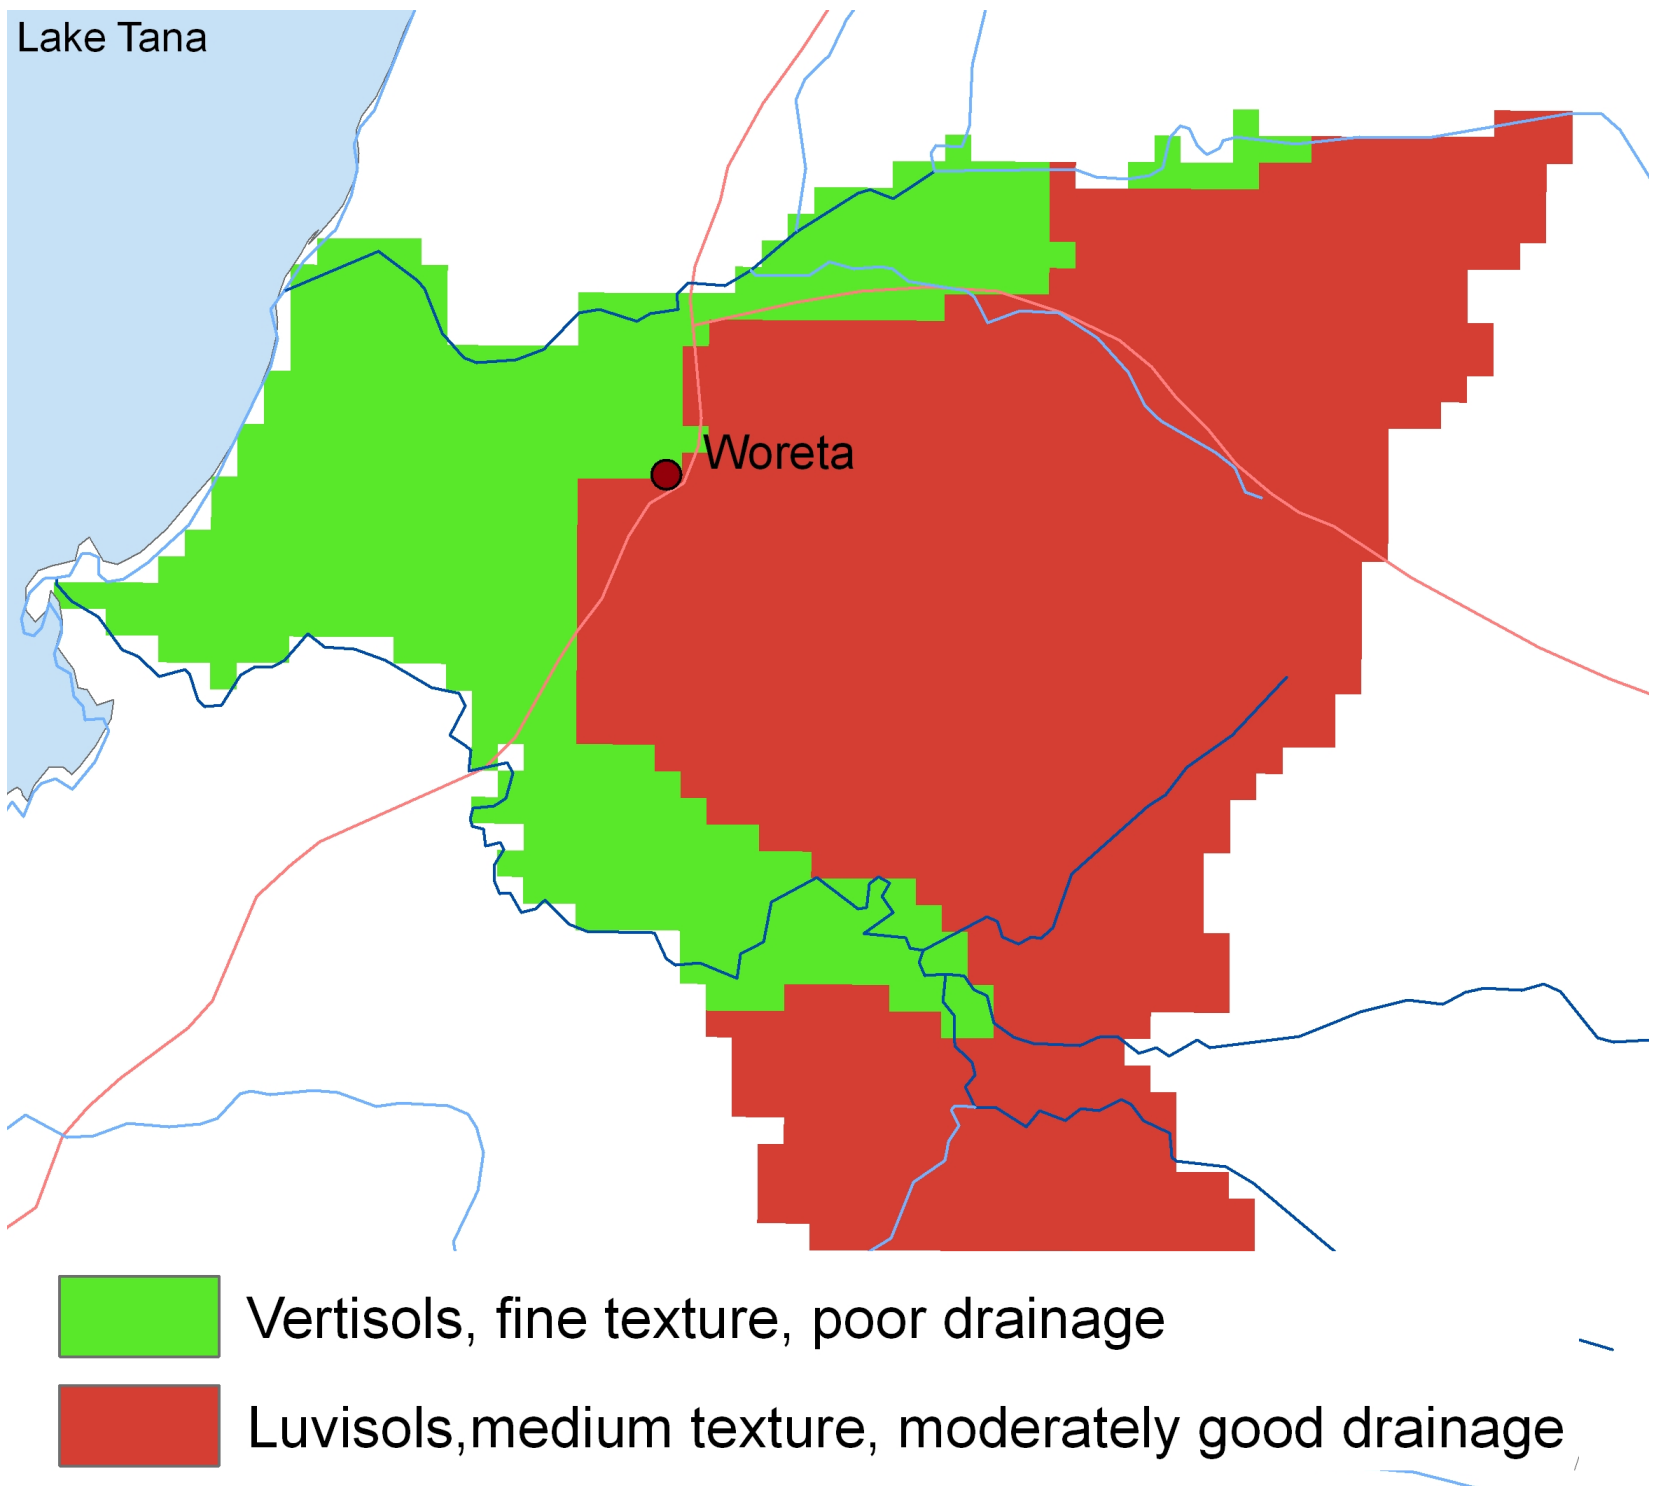 Lake Tana
Woreta
Vertisols, fine texture, poor drainage
Luvisols,medium texture, moderately good drainage